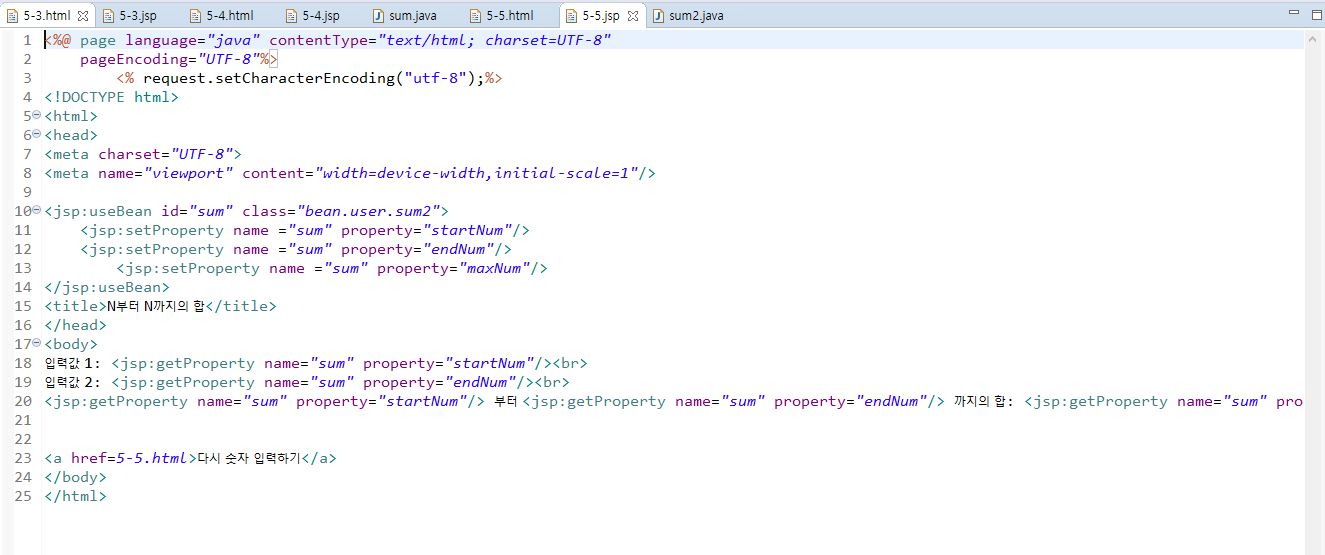 5-3.html 5-3.jsp 5-4.html 5-4.jsp sum.java 5-5.html 5-5.jsp sum2.java
1 <%@ page language="java" contentType="text/html; charset=UTF-8"
2 pageEncoding="UTF-8"%>
3 <% request.setCharacterEncoding("utf-8");%>
4 <!DOCTYPE html>
5 <html>
6 <head>
7 <meta charset="UTF-8">
8 <meta name="viewport" content="width=device-width,initial-scale=1"/>
9
10 <jsp:useBean id="sum" class="bean.user.sum2">
11 <jsp:setProperty name ="sum" property="startNum"/>
12 <jsp:setProperty name ="sum" property="endNum"/>
13 <jsp:setProperty name ="sum" property="maxNum"/>
14 </jsp:useBean>
15 <title>N부터 N까지의 합</title>
16 </head>
17 <body>
18 입력값 1: <jsp:getProperty name="sum" property="startNum"/><br>
19 입력값 2: <jsp:getProperty name="sum" property="endNum"/><br>
20 <jsp:getProperty name="sum" property="startNum"/> 부터 <jsp:getProperty name="sum" property="endNum"/> 까지의 합: <jsp:getProperty name="sum" pro
21
22
23 <a href=5-5.html>다시 숫자 입력하기</a>
24 </body>
25 </html>